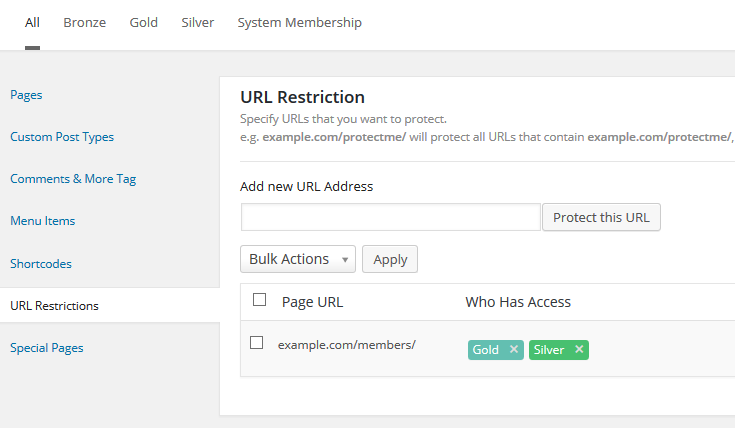 All Bronze Gold Silver System Membership
Pages
Custom Post Types
Comments & More Tag
Menu Items
Shortcodes
URL Restrictions
Special Pages
URL Restriction
Specify URLs that you want to protect.
e.g. example.com/protectme/ will protect all URLs that contain example.com/protectme/,
Add new URL Address
Protect this URL
Bulk Actions Apply
Page URL Who Has Access
example.com/members/ Gold × Silver ×